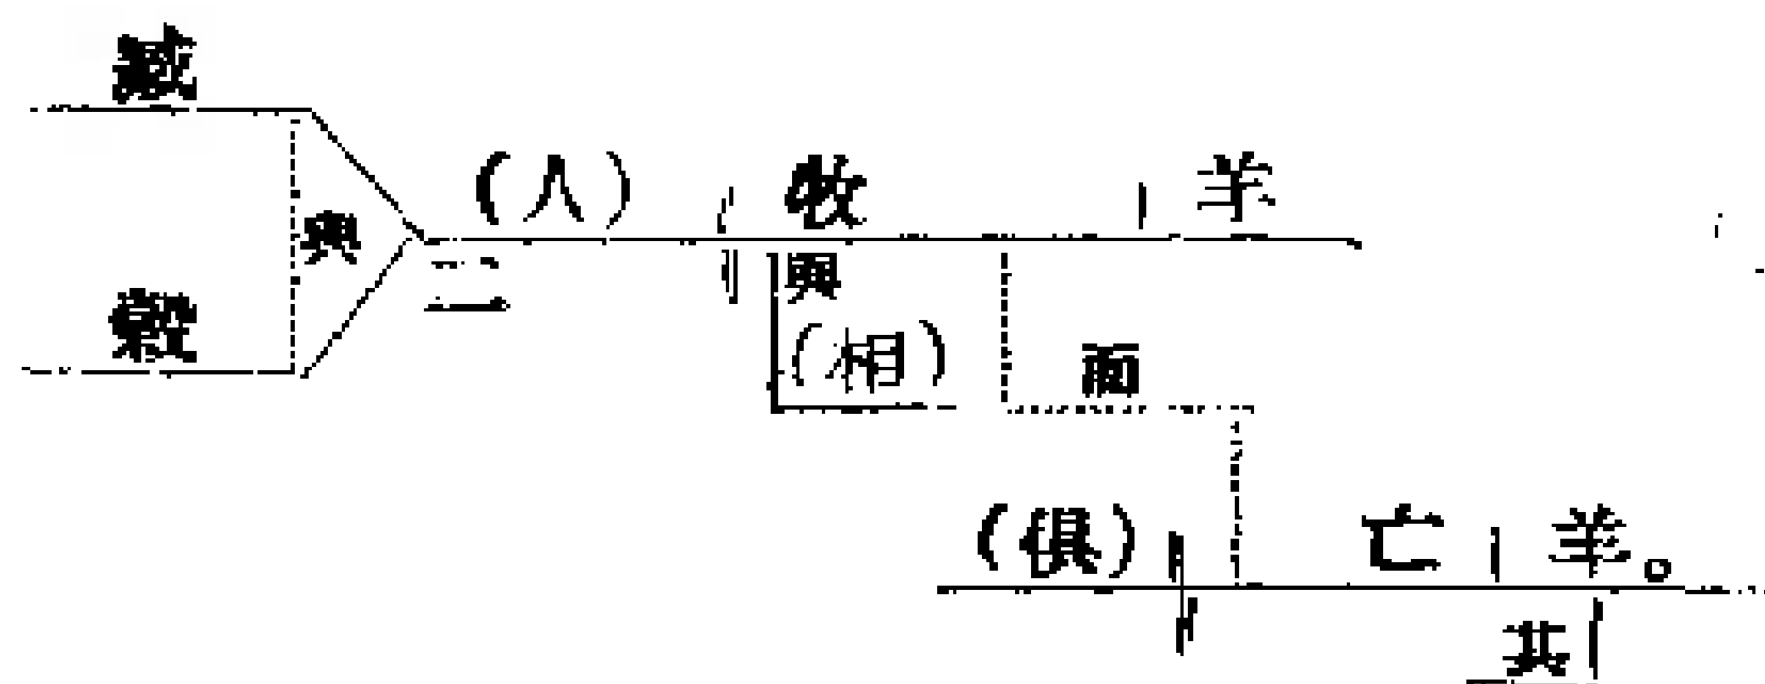 臧
(人) 牧 羊
與
二 與
穀 (相) 而
(俱) 亡 羊。
其